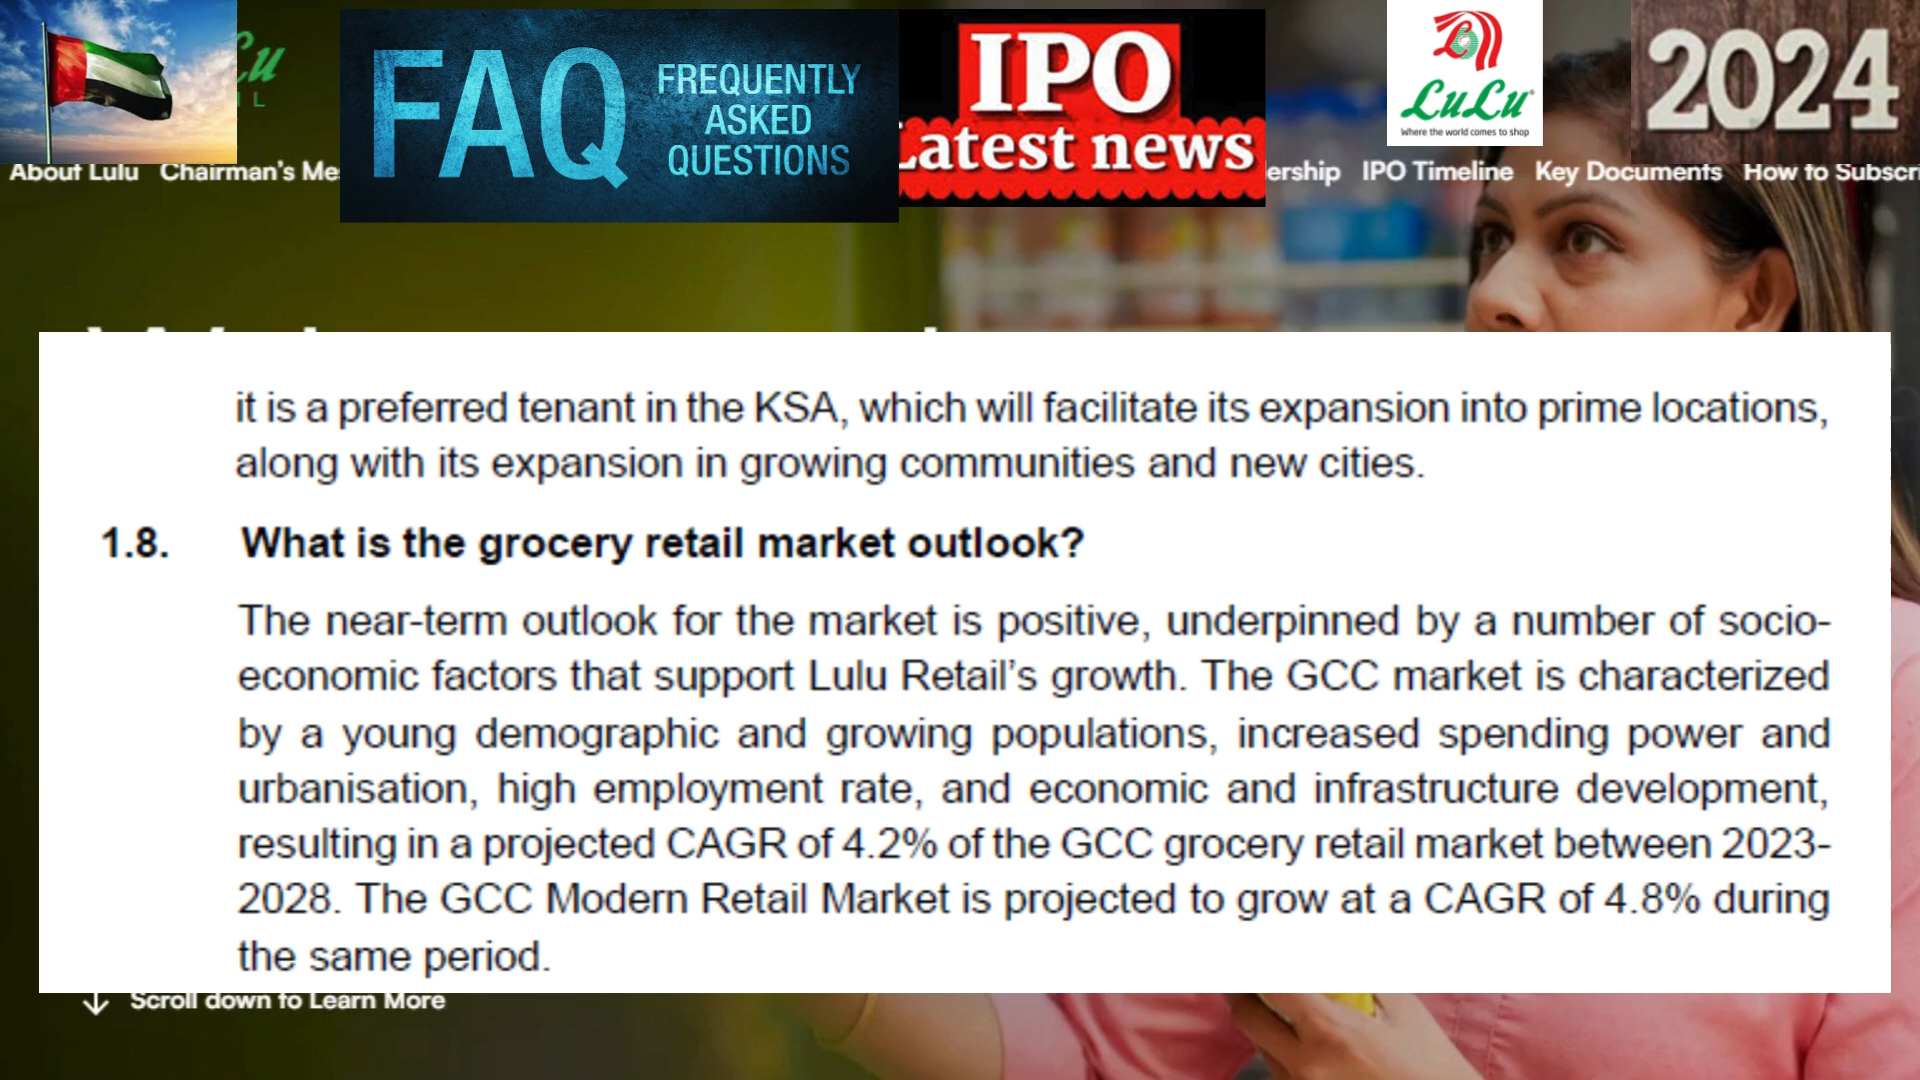 Lu
IL
FAQ
FREQUENTLY
ASKED
QUESTIONS
IPO
Latest news
LuLu
Where the world comes to shop
2024
About Lulu Chairman's Me
ership IPO Timeline Key Documents How to Subscri
it is a preferred tenant in the KSA, which will facilitate its expansion into prime locations,
along with its expansion in growing communities and new cities.
1.8. What is the grocery retail market outlook?
The near-term outlook for the market is positive, underpinned by a number of socio-
economic factors that support Lulu Retail's growth. The GCC market is characterized
by a young demographic and growing populations, increased spending power and
urbanisation, high employment rate, and economic and infrastructure development,
resulting in a projected CAGR of 4.2% of the GCC grocery retail market between 2023-
2028. The GCC Modern Retail Market is projected to grow at a CAGR of 4.8% during
the same period.
Scroll down to Learn More